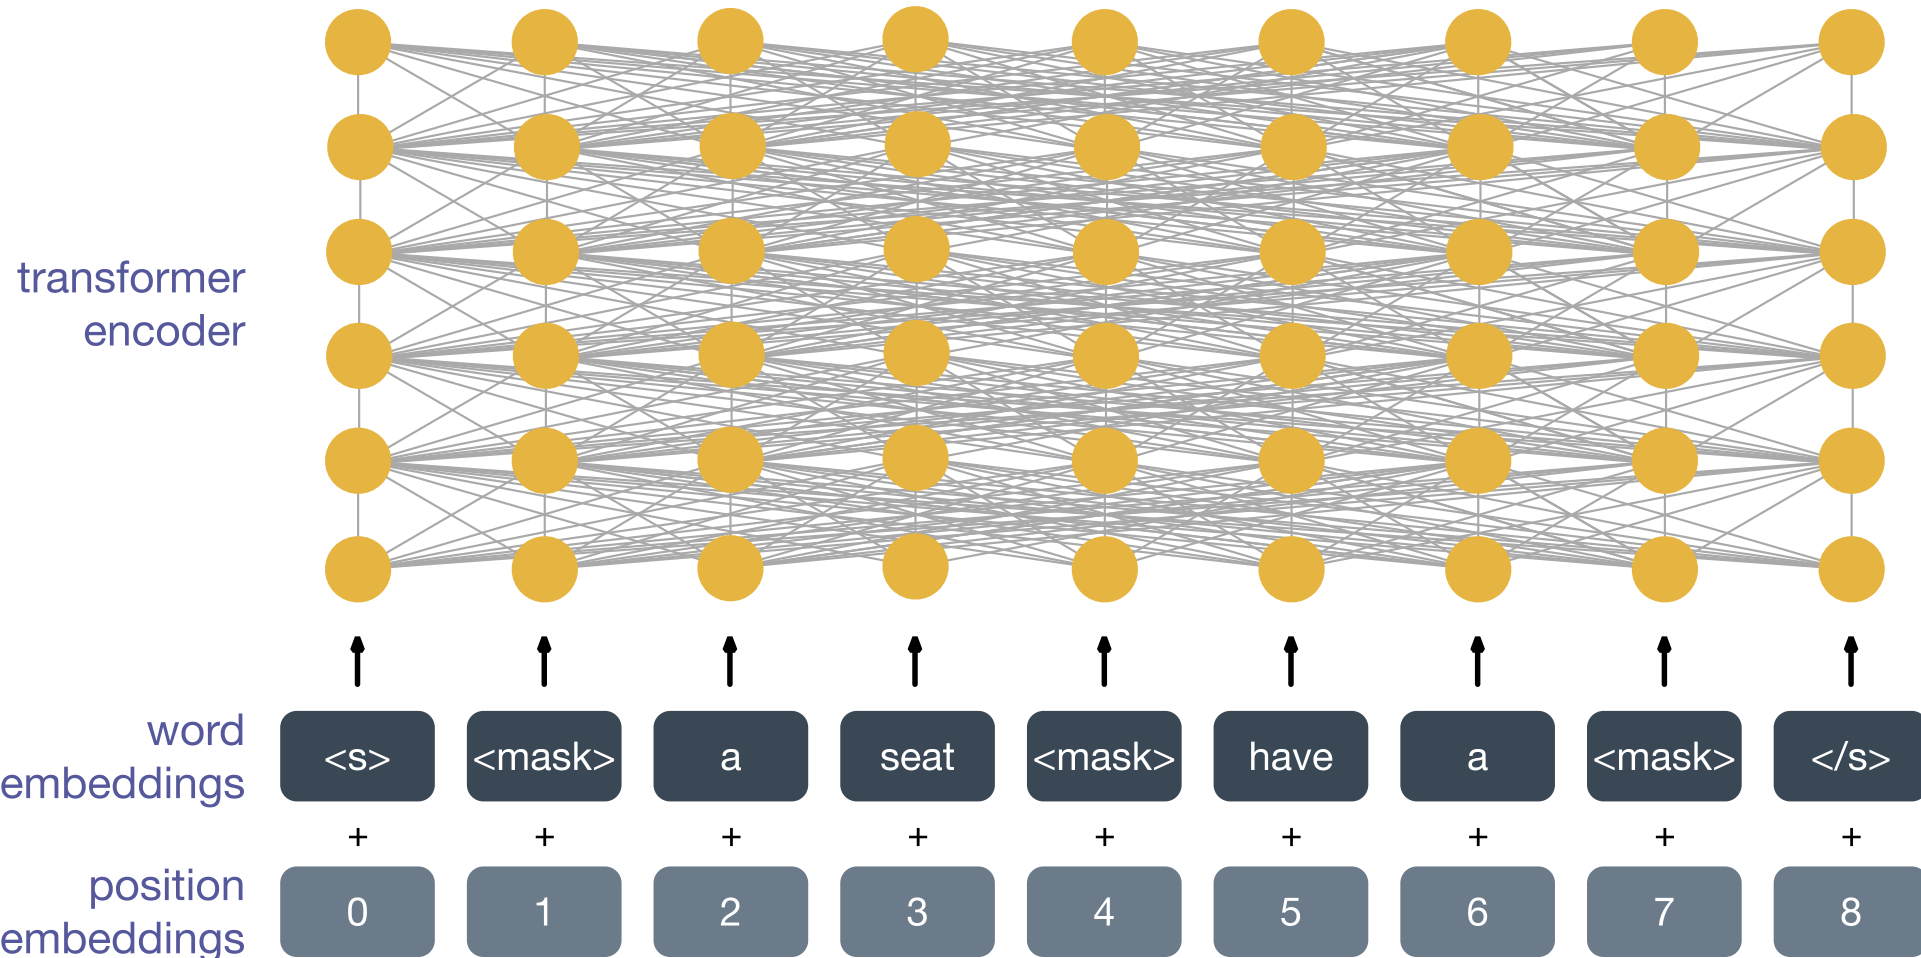 transformer
encoder
word
embeddings
<s> <mask> a seat <mask> have a <mask> </s>
+ + + + + + + + +
position
embeddings
0 1 2 3 4 5 6 7 8